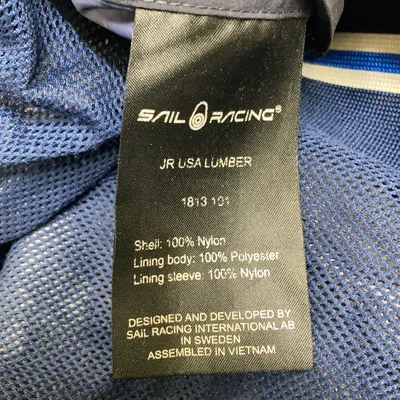 SAIL RACING®
JR USA LUMBER
1813 101
Shell: 100% Nylon
Lining body: 100% Polyester
Lining sleeve: 100% Nylon
DESIGNED AND DEVELOPED BY
SAIL RACING INTERNATIONAL AB
IN SWEDEN
ASSEMBLED IN VIETNAM